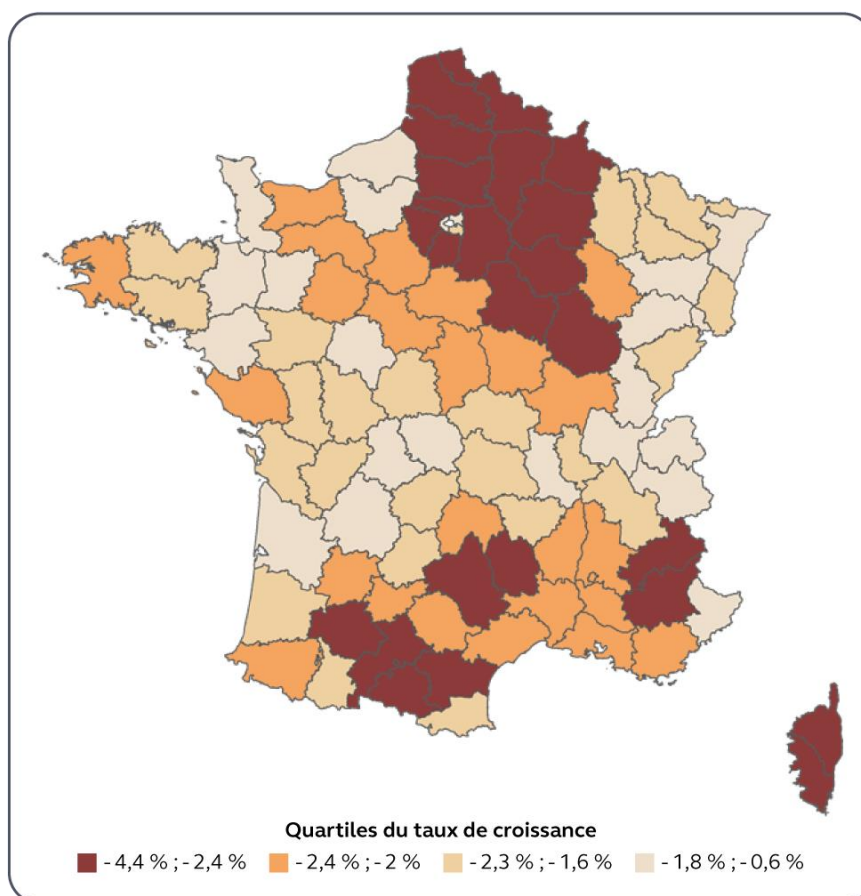 Quartiles du taux de croissance
- 4,4 % ; - 2,4 % - 2,4 % ; - 2 % - 2,3 % ; - 1,6 % - 1,8 % ; - 0,6 %